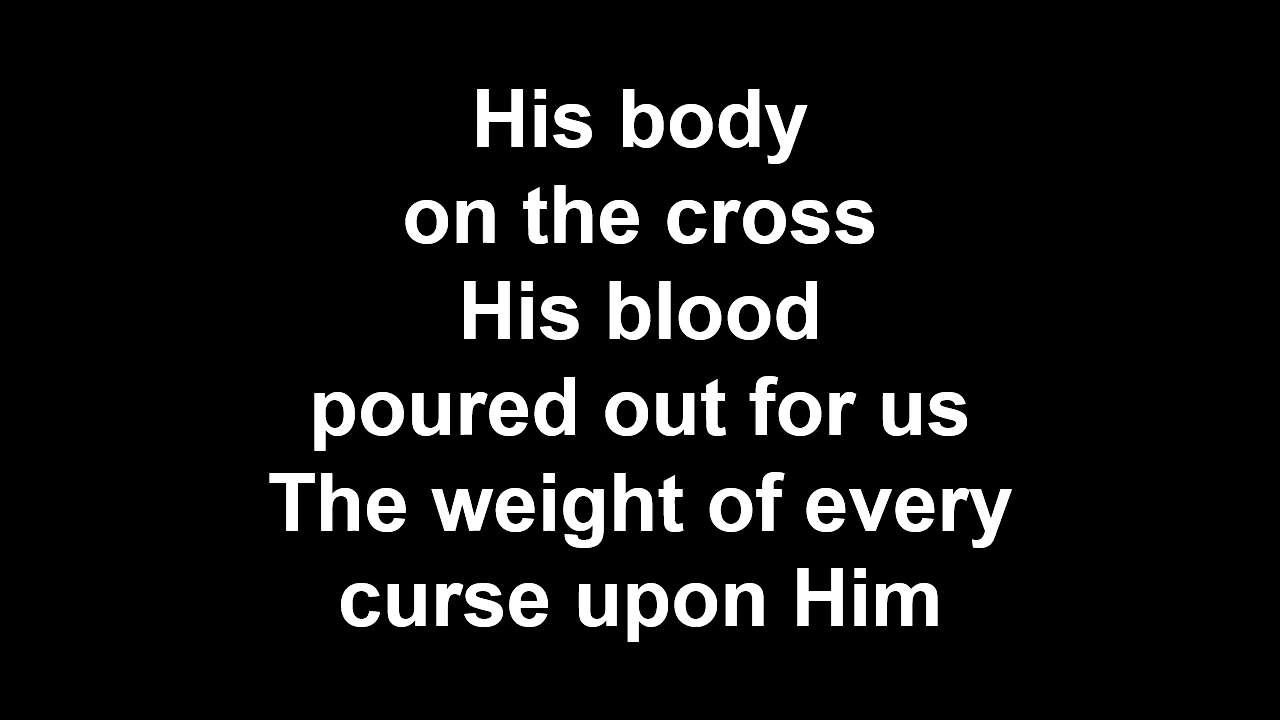 His body
on the cross
His blood
poured out for us
The weight of every
curse upon Him